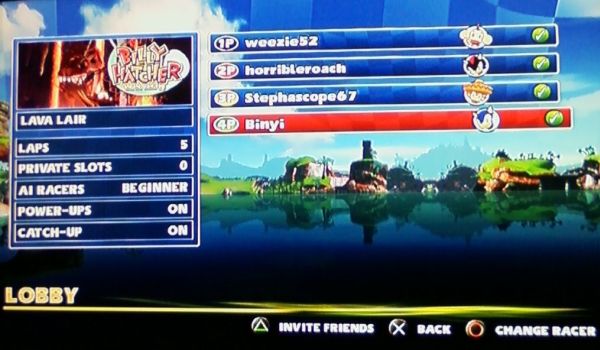 BILLY
HATCHER
LAVA LAIR
LAPS 5
PRIVATE SLOTS 0
AI RACERS BEGINNER
POWER-UPS ON
CATCH-UP ON
1P weezie52
2P horribleroach
3P Stephascope67
4P Binyi
LOBBY
INVITE FRIENDS BACK CHANGE RACER